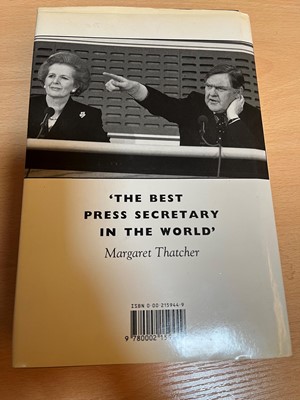 'THE BEST
PRESS SECRETARY
IN THE WORLD'
Margaret Thatcher
ISBN 0-00-215944-9